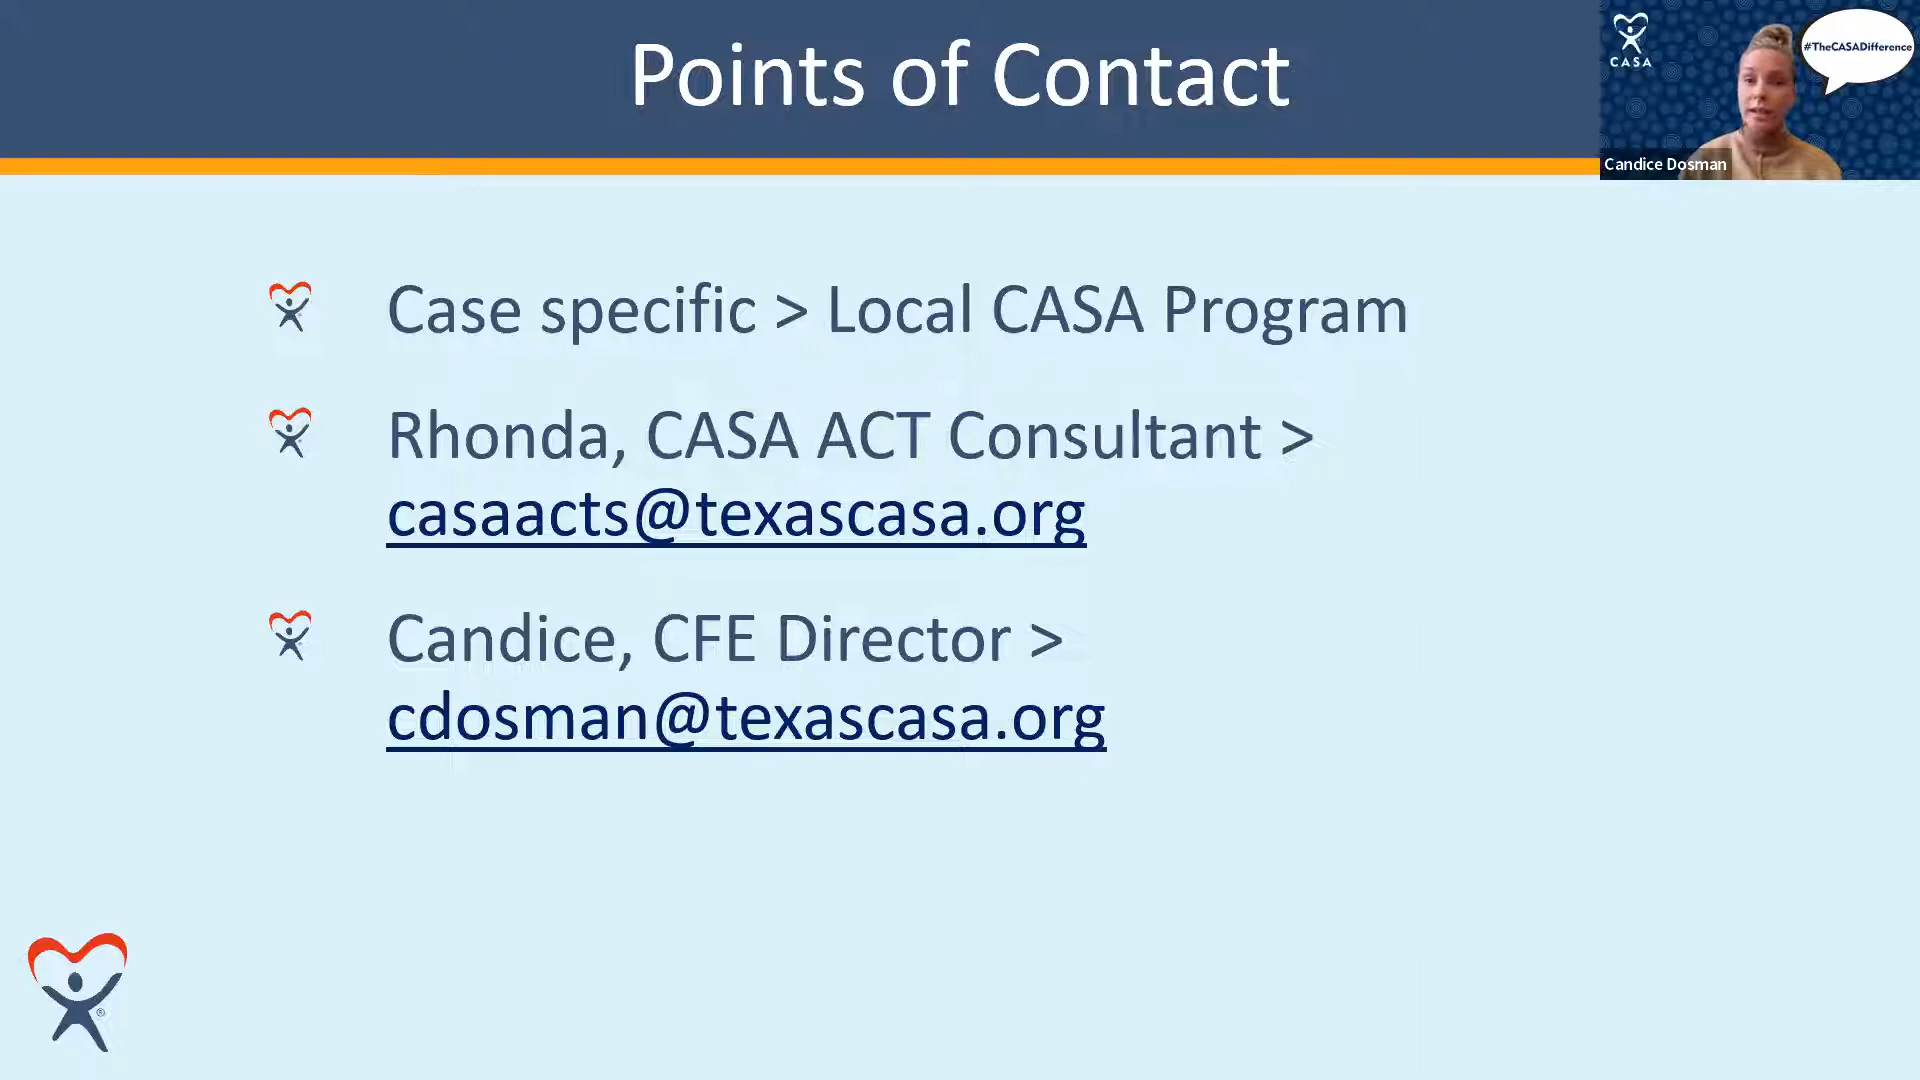 Points of Contact
CASA
#TheCASADifference
Candice Dosman
Case specific > Local CASA Program
Rhonda, CASA ACT Consultant >
casaacts@texascasa.org
Candice, CFE Director >
cdosman@texascasa.org
®